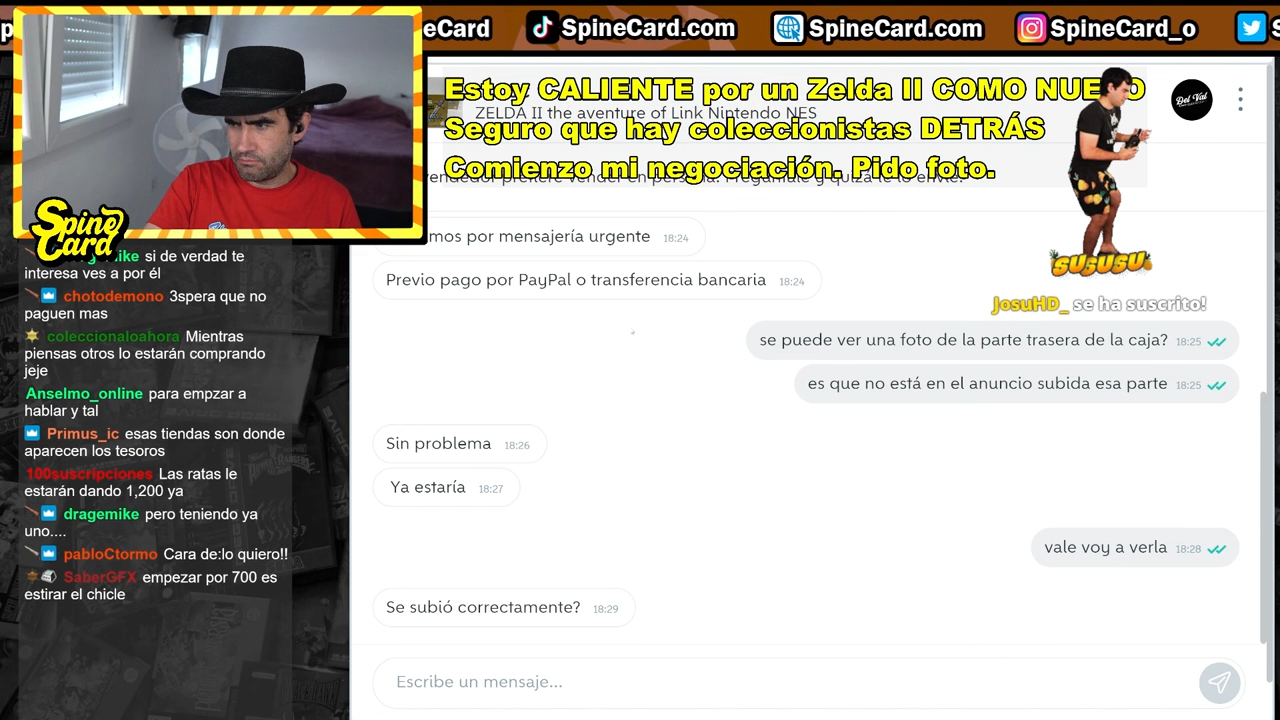 eCard
SpineCard.com
SpineCard.com
SpineCard_o
S
Estoy CALIENTE por un Zelda II COMO NUEVO
ZELDA II the aventure of Link Nintendo NES
Del Val
Seguro que hay coleccionistas DETRÁS
Comienzo mi negociación. Pido foto.
SUSUSU
JosuHD_ se ha suscrito!
Spine
Card
mos por mensajería urgente 18:24
Previo pago por PayPal o transferencia bancaria 18:24
se puede ver una foto de la parte trasera de la caja? 18:25
es que no está en el anuncio subida esa parte 18:25
Sin problema 18:26
Ya estaría 18:27
vale voy a verla 18:28
Se subió correctamente? 18:29
Escribe un mensaje...
mike si de verdad te
interesa ves a por él
chotodemono 3spera que no
paguen mas
coleccionaloahora Mientras
piensas otros lo estarán comprando
jeje
Anselmo_online para empzar a
hablar y tal
Primus_ic esas tiendas son donde
aparecen los tesoros
100suscripciones Las ratas le
estarán dando 1,200 ya
dragemike pero teniendo ya
uno....
pabloCtormo Cara de:lo quiero!!
SaberGFX empezar por 700 es
estirar el chicle